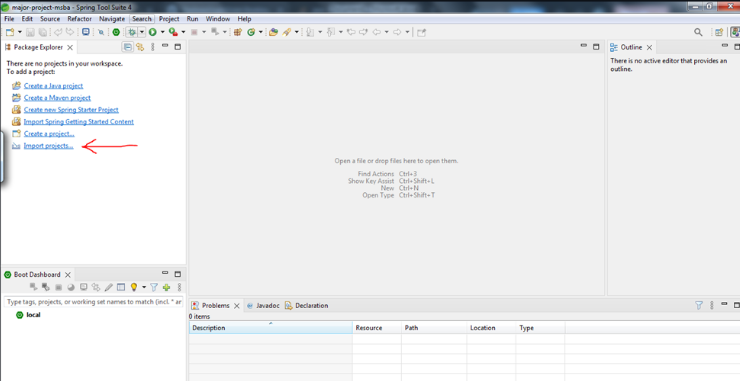 major-project-msba - Spring Tool Suite 4
File Edit Source Refactor Navigate Search Project Run Window Help
Package Explorer
There are no projects in your workspace.
To add a project:
Create a Java project
Create a Maven project
Create new Spring Starter Project
Import Spring Getting Started Content
Create a project...
Import projects...
Open a file or drop files here to open them.
Find Actions Ctrl+3
Show Key Assist Ctrl+Shift+L
New Ctrl+N
Open Type Ctrl+Shift+T
Outline
There is no active editor that provides an
outline.
Boot Dashboard
Type tags, projects, or working set names to match (incl. * ar
local
Problems Javadoc Declaration
0 items
Description Resource Path Location Type